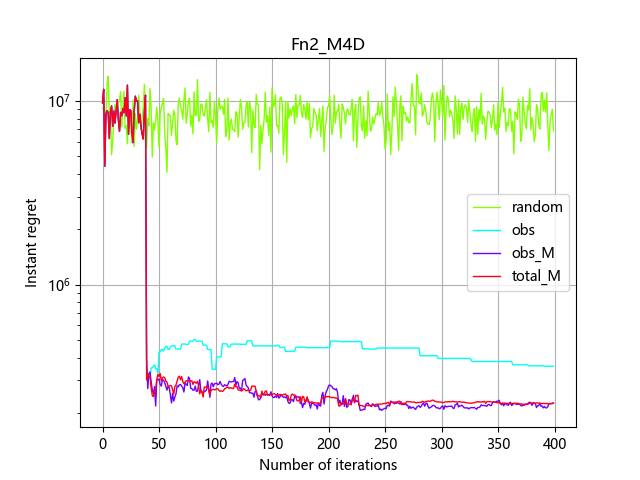 Fn2_M4D
Instant regret
10^7
10^6
random
obs
obs_M
total_M
0 50 100 150 200 250 300 350 400
Number of iterations